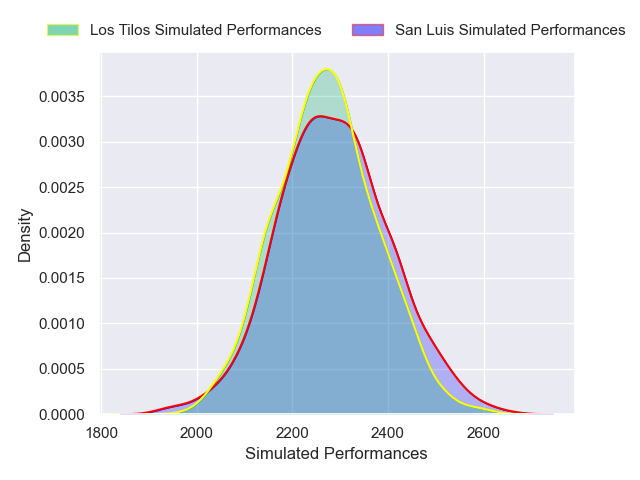 Los Tilos Simulated Performances San Luis Simulated Performances
0.0035
0.0030
0.0025
0.0020
0.0015
0.0010
0.0005
0.0000
Density
1800 2000 2200 2400 2600
Simulated Performances